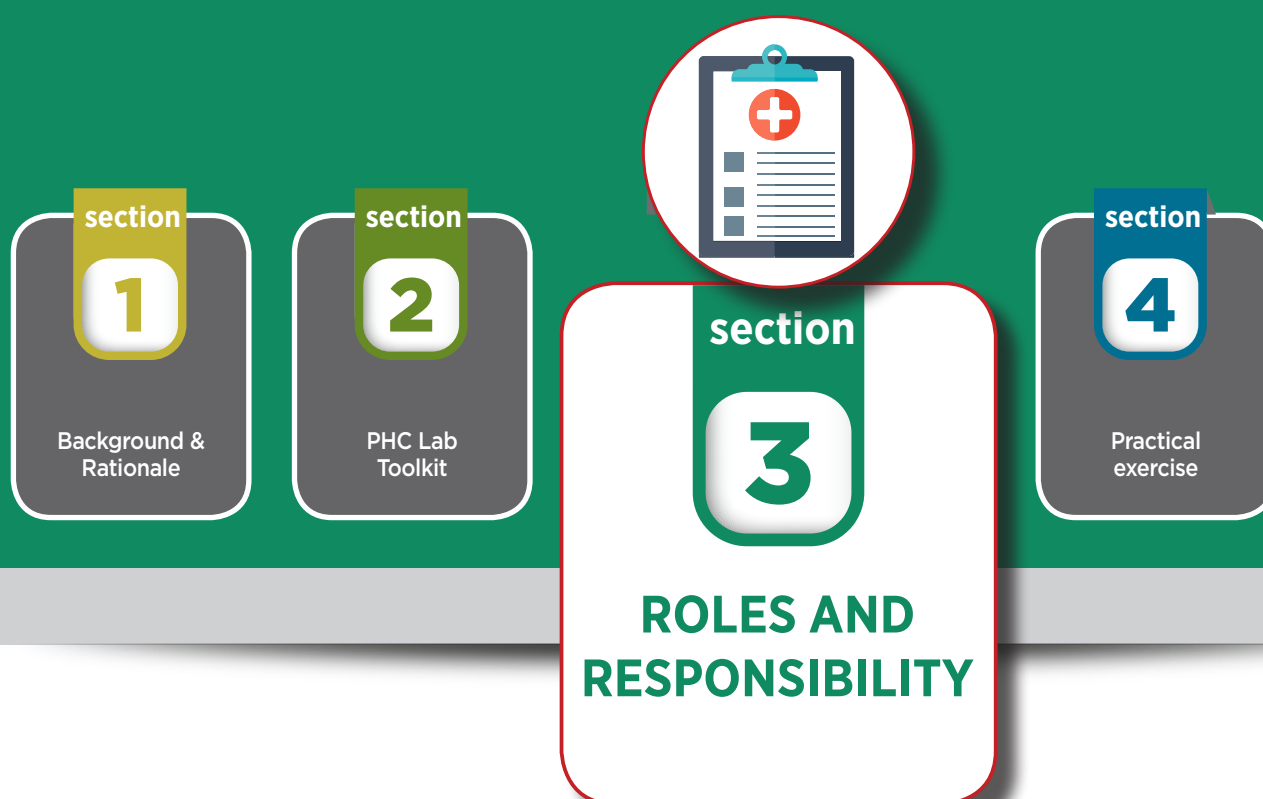 section
1
Background &
Rationale
section
2
PHC Lab
Toolkit
section
3
ROLES AND
RESPONSIBILITY
section
4
Practical
exercise